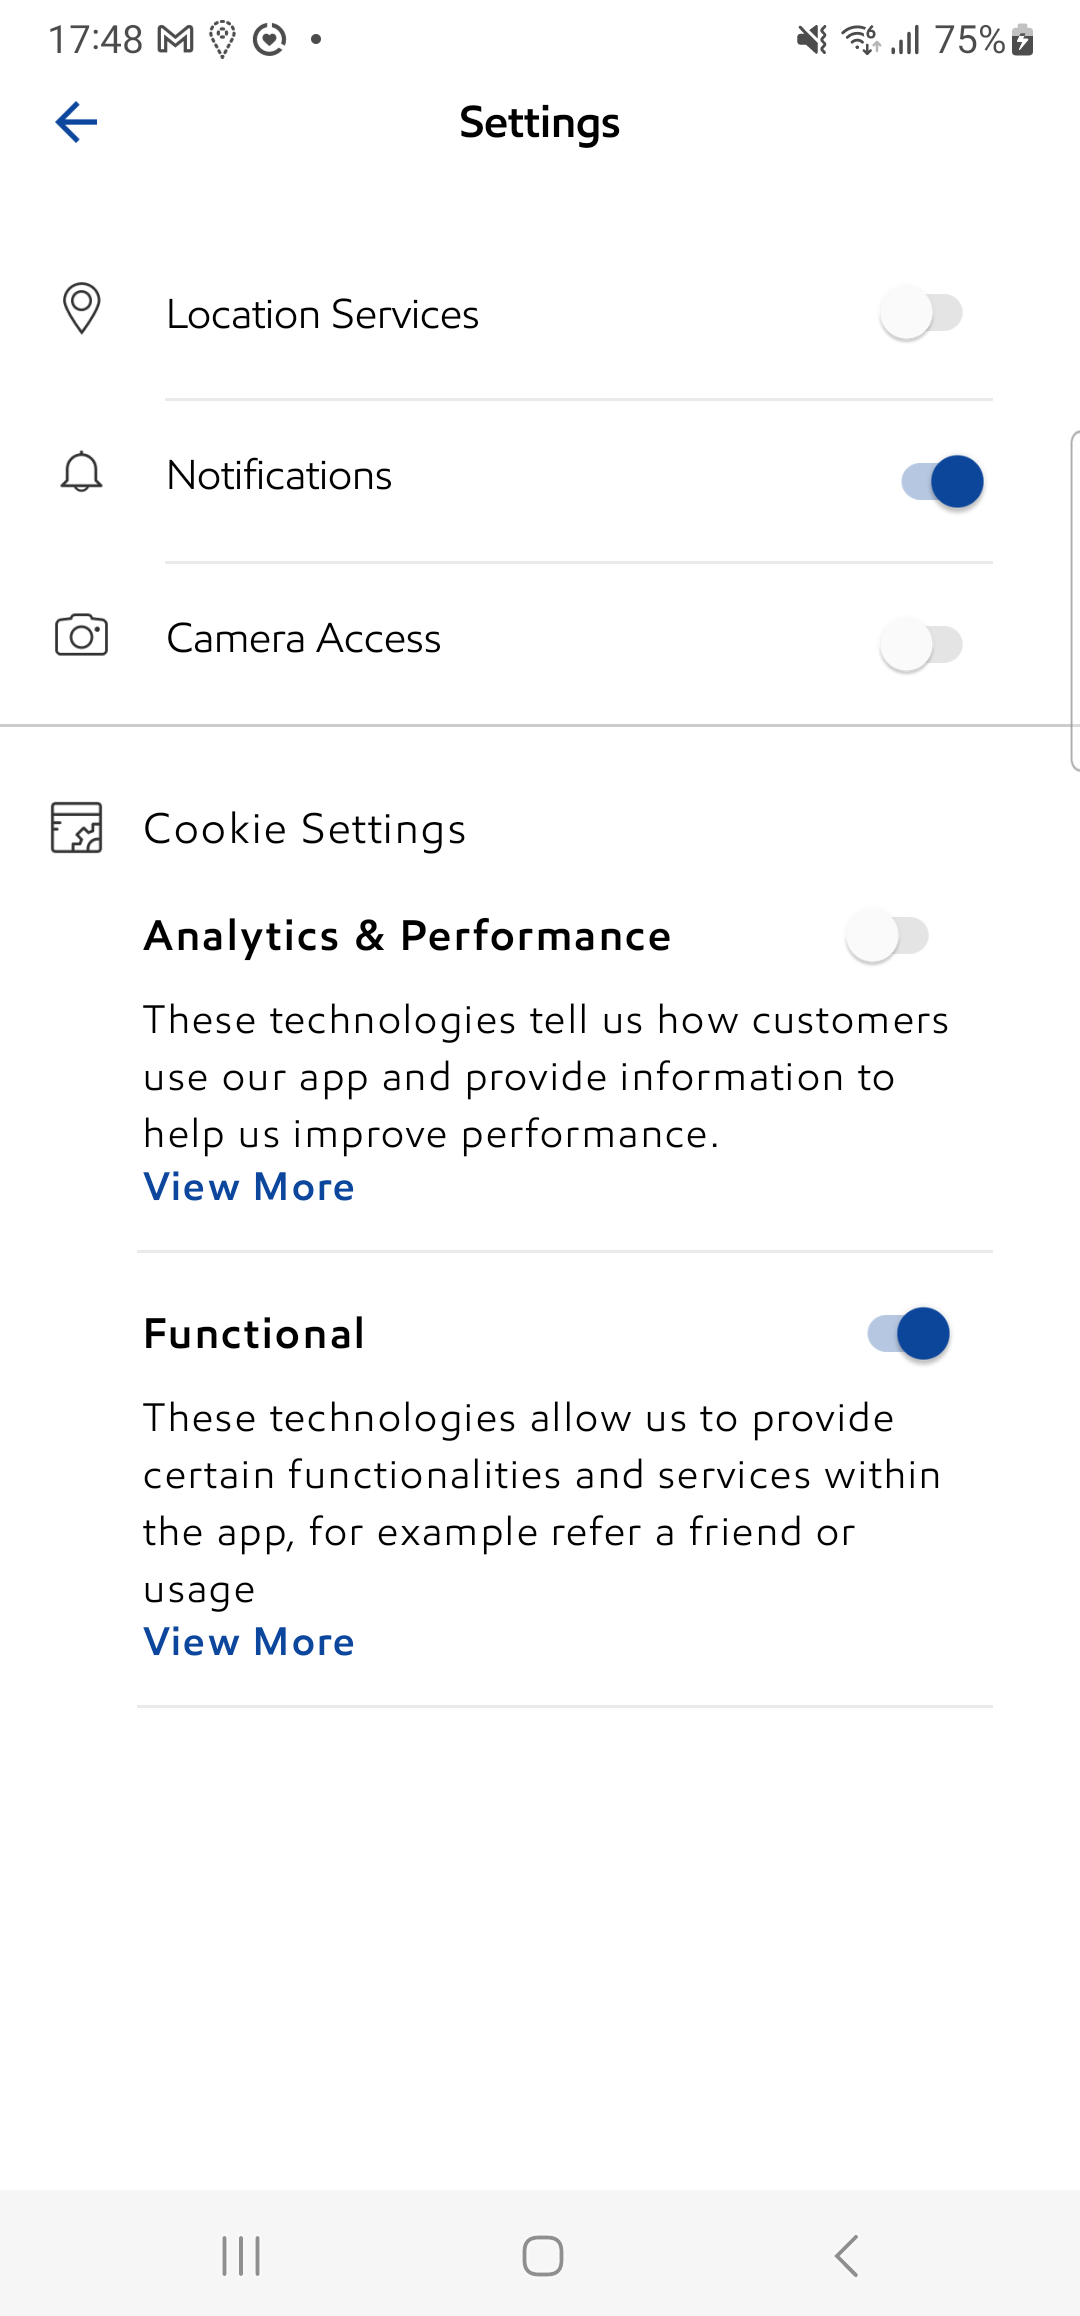 17:48 75%
Settings
Location Services
Notifications
Camera Access
Cookie Settings
Analytics & Performance
These technologies tell us how customers
use our app and provide information to
help us improve performance.
View More
Functional
These technologies allow us to provide
certain functionalities and services within
the app, for example refer a friend or
usage
View More